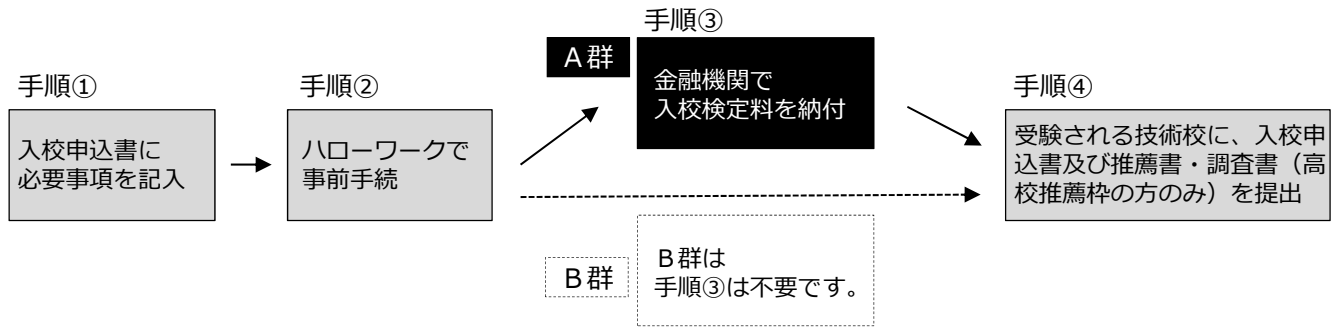 手順①
入校申込書に
必要事項を記入
手順②
ハローワークで
事前手続
手順③
A群
金融機関で
入校検定料を納付
B群
B群は
手順③は不要です。
手順④
受験される技術校に、入校申
込書及び推薦書・調査書（高
校推薦枠の方のみ）を提出